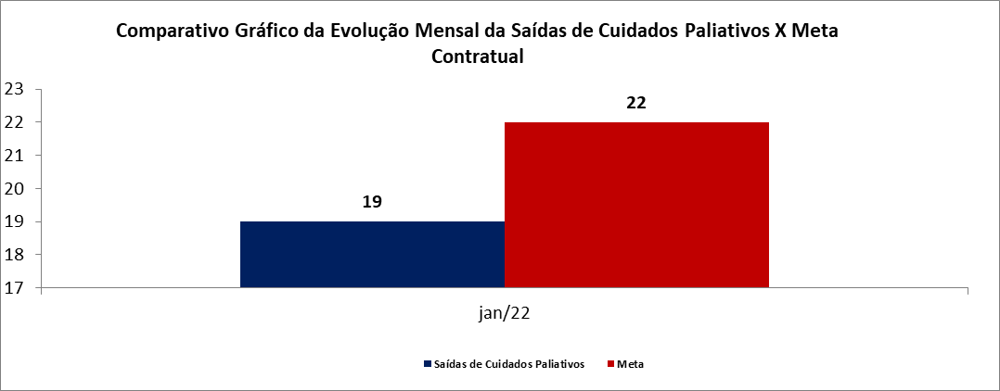 Comparativo Gráfico da Evolução Mensal da Saídas de Cuidados Paliativos X Meta
Contratual
23
22
21
20
19
18
17
19
22
jan/22
Saídas de Cuidados Paliativos
Meta